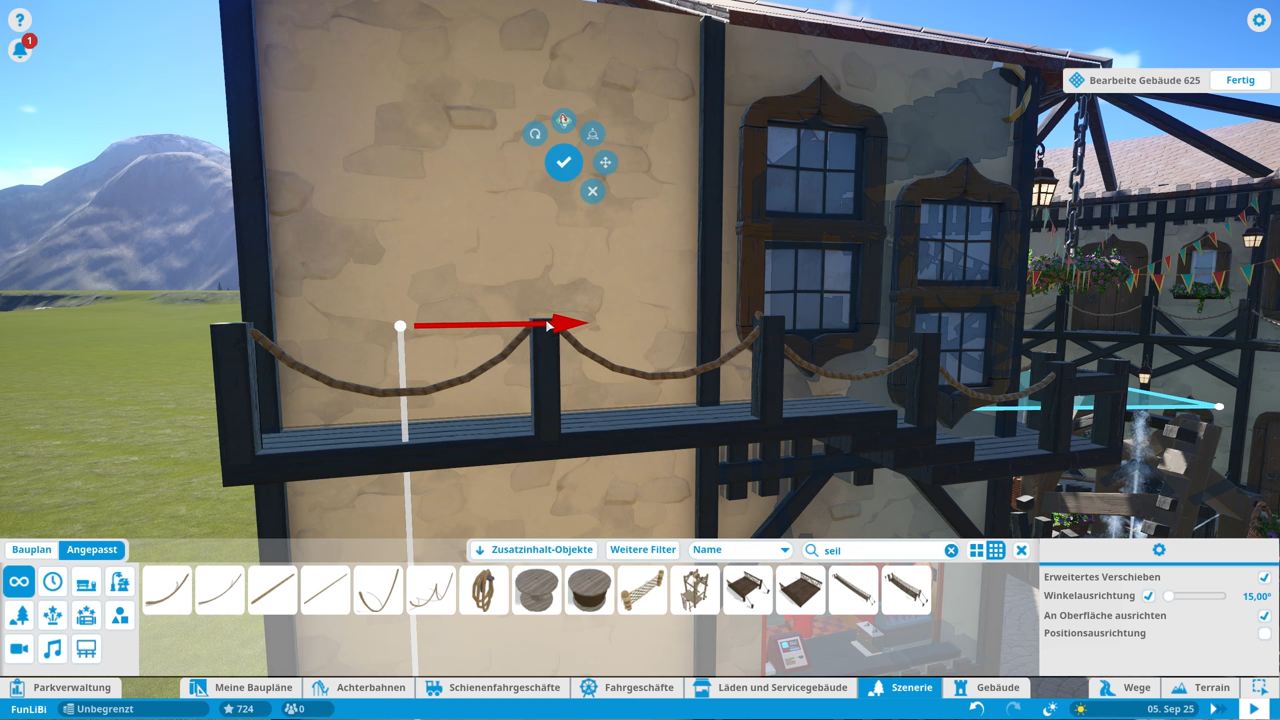 ?
1
Bearbeite Gebäude 625
Fertig
Bauplan
Angepasst
Zusatzinhalt-Objekte
Weitere Filter
Name
seil
Erweitertes Verschieben
Winkelausrichtung
15,00°
An Oberfläche ausrichten
Positionsausrichtung
Parkverwaltung
Meine Baupläne
Achterbahnen
Schienenfahrgeschäfte
Fahrgeschäfte
Läden und Servicegebäude
Szenerie
Gebäude
Wege
Terrain
FunLiBi
Unbegrenzt
724
0
05. Sep 25